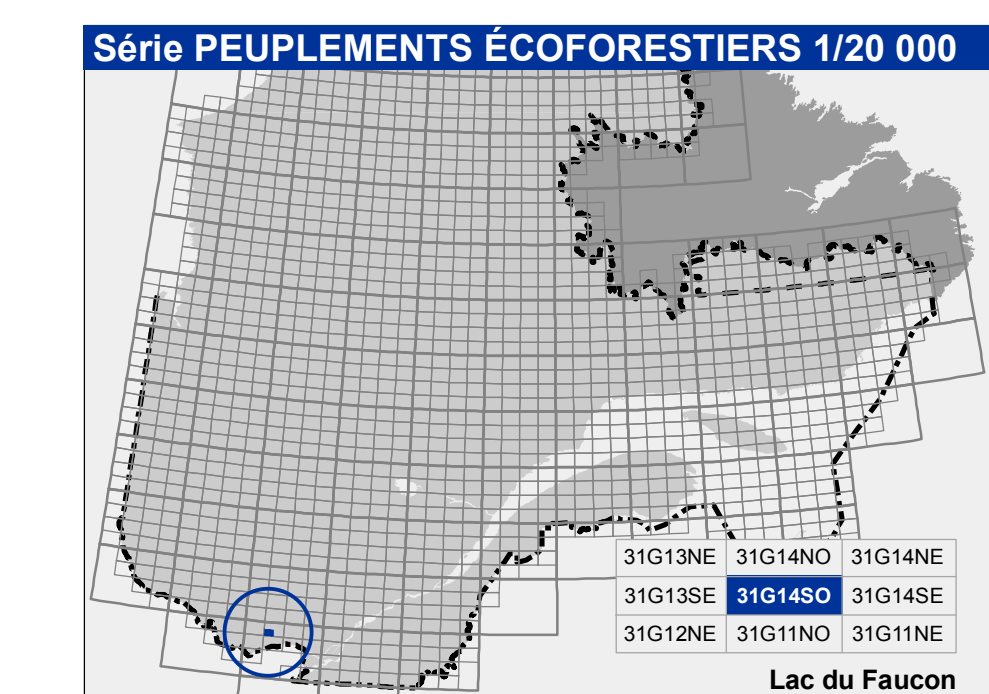 Série PEUPLEMENTS ÉCOFORESTIERS 1/20 000
31G13NE 31G14NO 31G14NE
31G13SE 31G14SO 31G14SE
31G12NE 31G11NO 31G11NE
Lac du Faucon